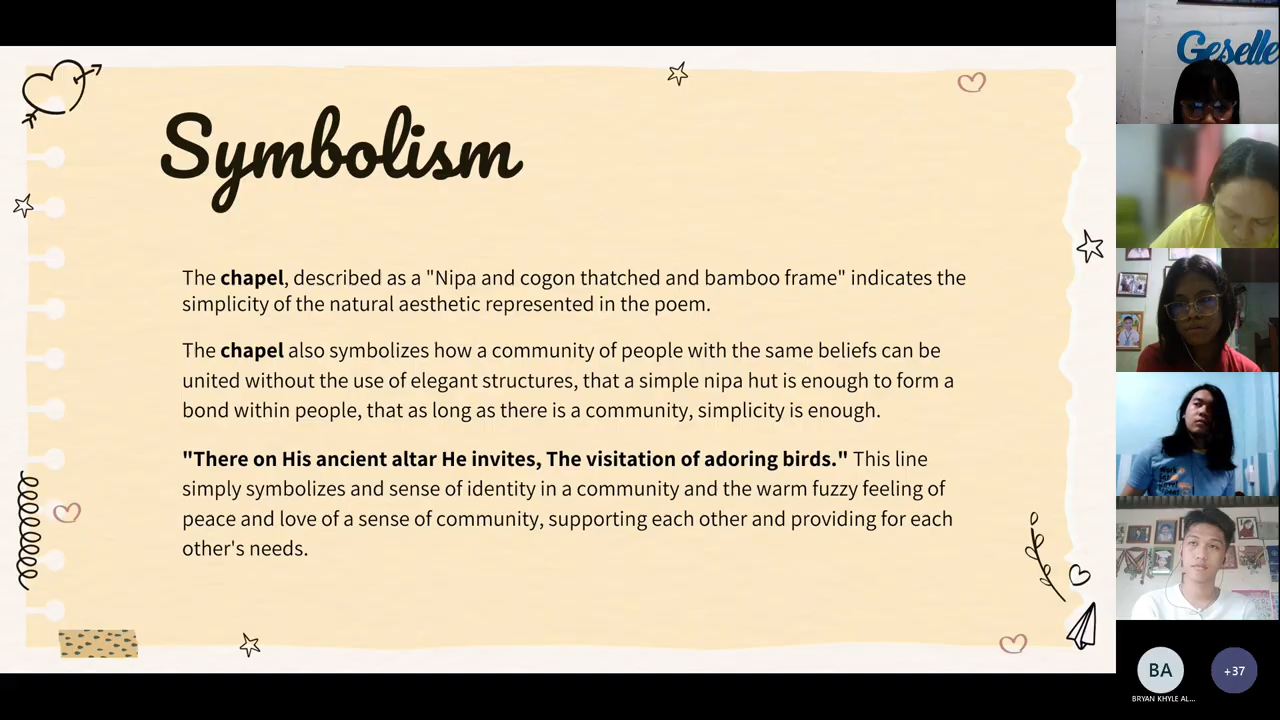 Symbolism
The chapel, described as a "Nipa and cogon thatched and bamboo frame" indicates the
simplicity of the natural aesthetic represented in the poem.
The chapel also symbolizes how a community of people with the same beliefs can be
united without the use of elegant structures, that a simple nipa hut is enough to form a
bond within people, that as long as there is a community, simplicity is enough.
"There on His ancient altar He invites, The visitation of adoring birds." This line
simply symbolizes and sense of identity in a community and the warm fuzzy feeling of
peace and love of a sense of community, supporting each other and providing for each
other's needs.
Geselle
BA
+37
BRYAN KHYLE AL...